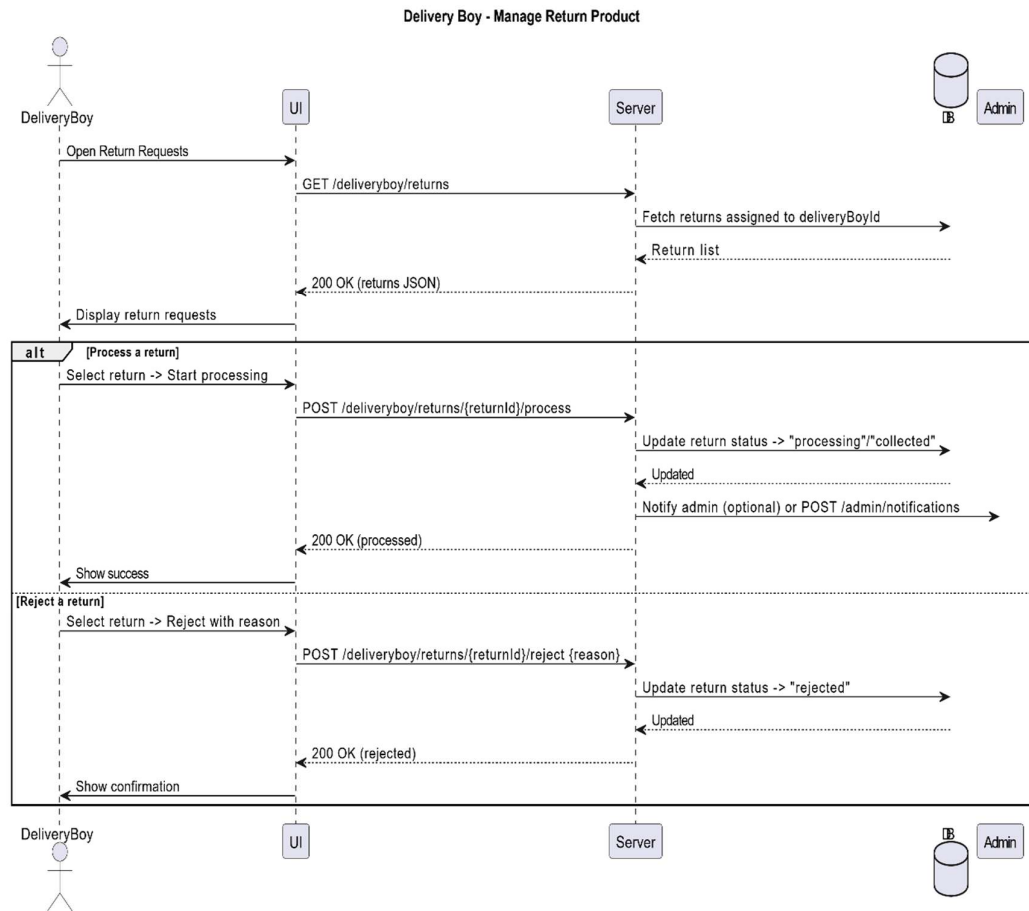 Delivery Boy - Manage Return Product
DeliveryBoy
UI
Server
DB
Admin
Open Return Requests
GET /deliveryboy/returns
Fetch returns assigned to deliveryBoyId
Return list
200 OK (returns JSON)
Display return requests
alt [Process a return]
Select return -> Start processing
POST /deliveryboy/returns/{returnId}/process
Update return status -> "processing"/"collected"
Updated
Notify admin (optional) or POST /admin/notifications
200 OK (processed)
Show success
[Reject a return]
Select return -> Reject with reason
POST /deliveryboy/returns/{returnId}/reject {reason}
Update return status -> "rejected"
Updated
200 OK (rejected)
Show confirmation
DeliveryBoy
UI
Server
DB
Admin